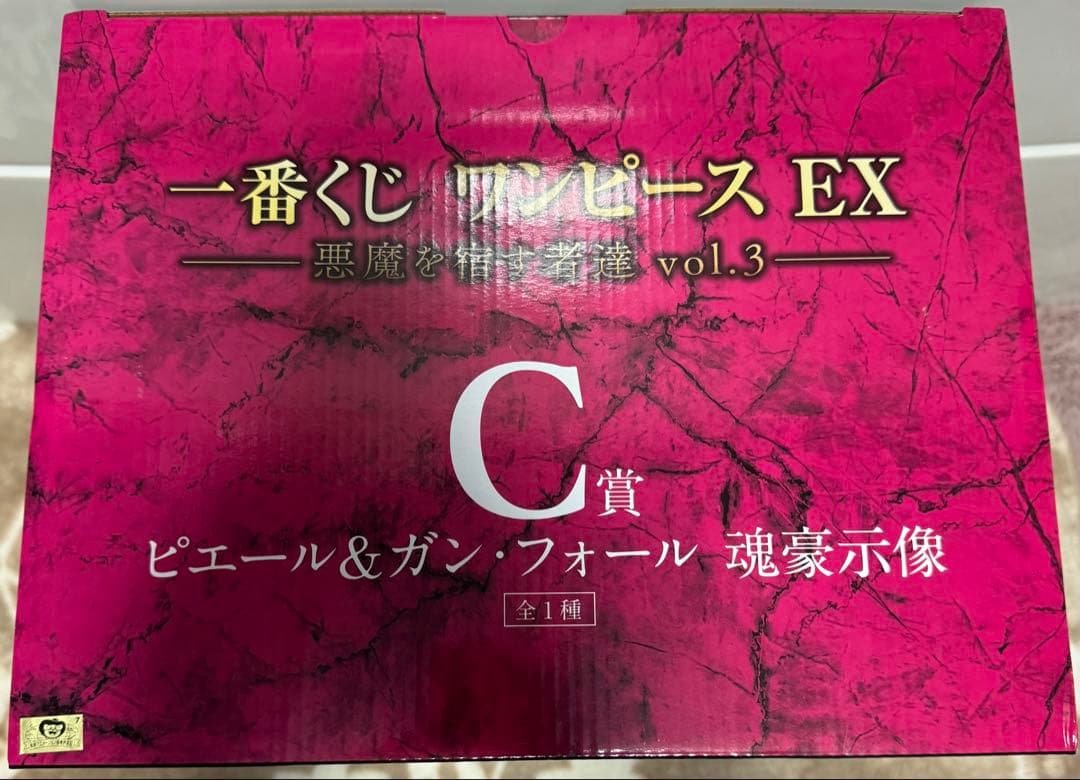 一番くじ ワンピース EX
悪魔を宿す者達 vol.3
C賞
ピエール&ガン・フォール 魂豪示像
全1種